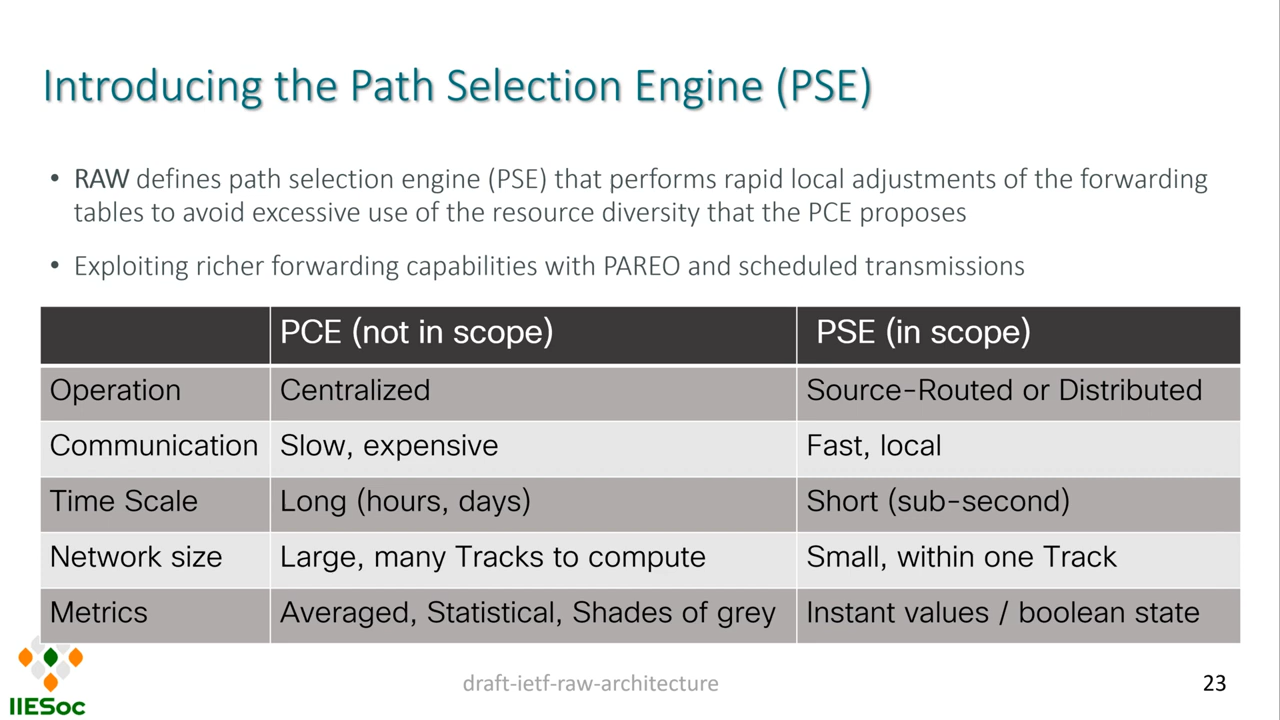 Introducing the Path Selection Engine (PSE)
• RAW defines path selection engine (PSE) that performs rapid local adjustments of the forwarding
tables to avoid excessive use of the resource diversity that the PCE proposes
• Exploiting richer forwarding capabilities with PAREO and scheduled transmissions
PCE (not in scope) PSE (in scope)
Operation Centralized Source-Routed or Distributed
Communication Slow, expensive Fast, local
Time Scale Long (hours, days) Short (sub-second)
Network size Large, many Tracks to compute Small, within one Track
Metrics Averaged, Statistical, Shades of grey Instant values / boolean state
IIESoc
draft-ietf-raw-architecture
23